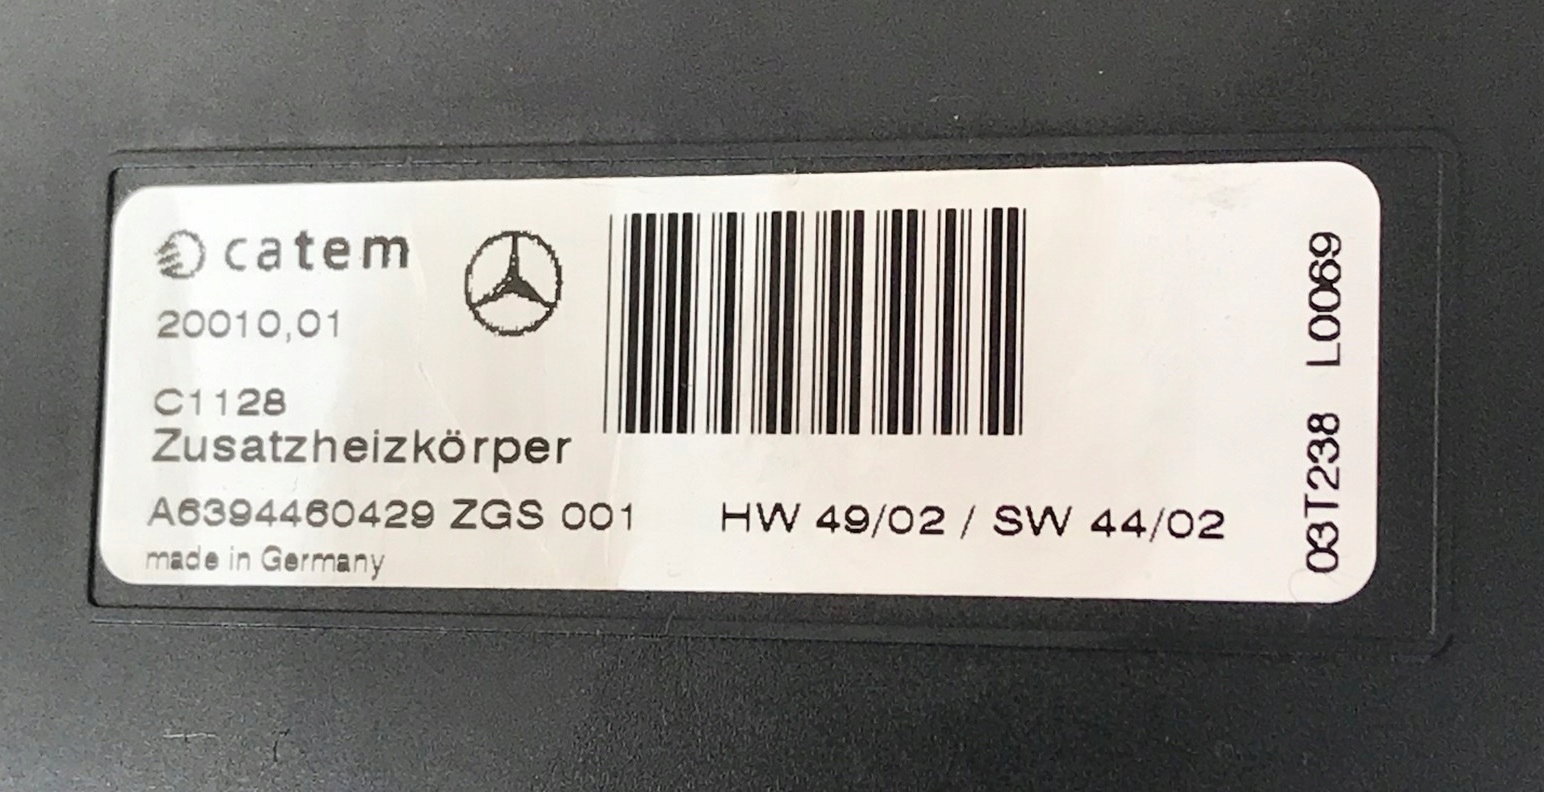 catem
20010,01
C1128
Zusatzheizkörper
A6394460429 ZGS 001 HW 49/02 / SW 44/02
made in Germany
03T238 L0069